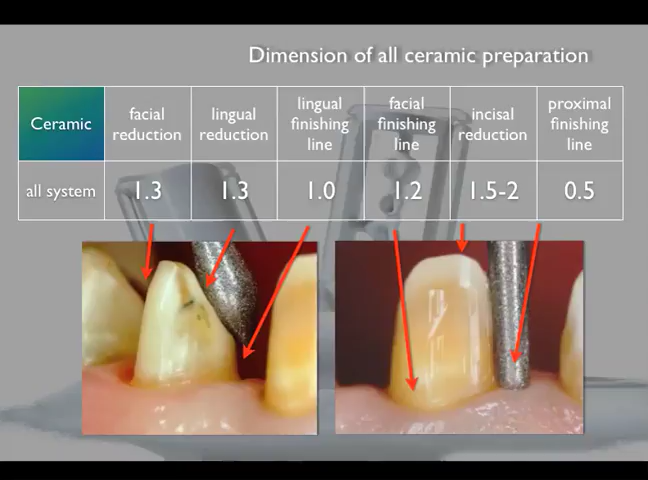 Dimension of all ceramic preparation
Ceramic
facial
reduction
lingual
reduction
lingual
finishing
line
facial
finishing
line
incisal
reduction
proximal
finishing
line
all system
1.3
1.3
1.0
1.2
1.5-2
0.5